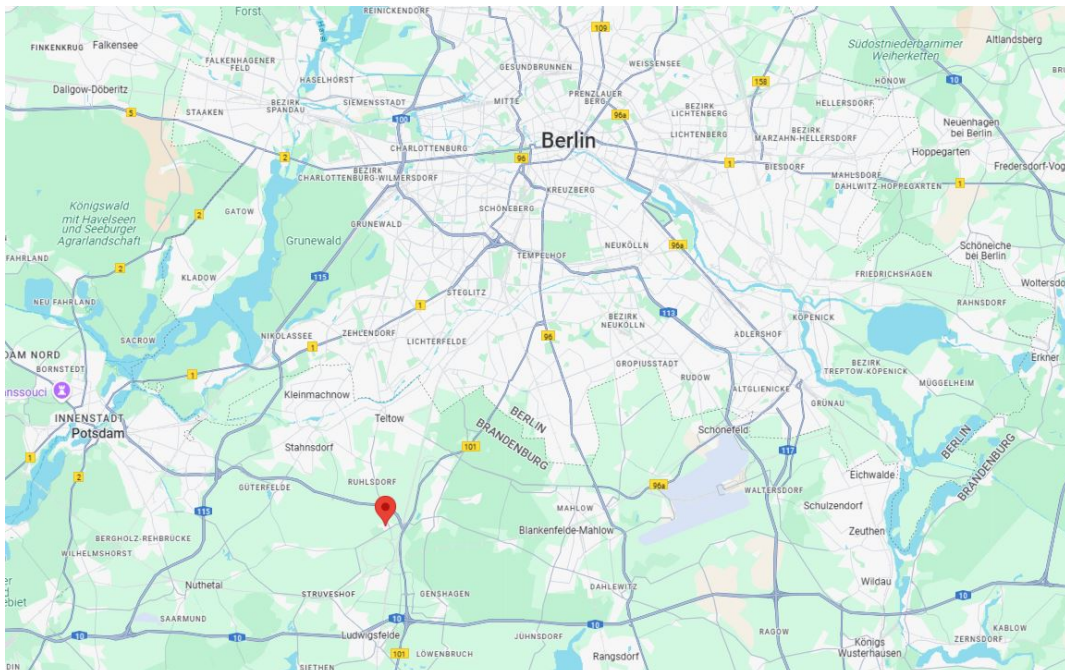 Forst
REINICKENDORF
109
FINKENKRUG
Falkensee
FALKENHAGENER
FELD
HASELHORST
GESUNDBRUNNEN
WEISSENSEE
Südostniederbarnimer
Weiherketten
Altlandsberg
HÖNOW
10
Dallgow-Döberitz
BEZIRK
SPANDAU
SIEMENSSTADT
MITTE
PRENZLAUER
BERG
158
STAAKEN
5
100
96a
BEZIRK
LICHTENBERG
HELLERSDORF
Neuenhagen
bei Berlin
LICHTENBERG
BEZIRK
MARZAHN-HELLERSDORF
Berlin
CHARLOTTENBURG
2
96
1
BIESDORF
Hoppegarten
Fredersdorf-Vog
BEZIRK
CHARLOTTENBURG-WILMERSDORF
MAHLSDORF
DAHLWITZ-HOPPEGARTEN
1
KREUZBERG
Königswald
mit Havelseen
und Seeburger
Agrarlandschaft
2
GATOW
SCHÖNEBERG
GRUNEWALD
Grunewald
NEUKÖLLN
96a
Schöneiche
bei Berlin
FAHRLAND
2
TEMPELHOF
KLADOW
115
FRIEDRICHSHAGEN
Woltersdo
NEU FAHRLAND
STEGLITZ
1
RAHNSDORF
BEZIRK
NEUKÖLLN
113
KÖPENICK
SACROW
NIKOLASSEE
ZEHLENDORF
LICHTERFELDE
96
ADLERSHOF
1
DAM NORD
BORNSTEDT
GROPIUSSTADT
BEZIRK
TREPTOW-KÖPENICK
Erkner
1
RUDOW
MÜGGELHEIM
anssouci
Kleinmachnow
ALTGLIENICKE
GRÜNAU
INNENSTADT
Potsdam
Teltow
BERLIN
BRANDENBURG
Schönefeld
BERLIN
BRANDENBURG
Stahnsdorf
101
117
1
2
GÜTERFELDE
RUHLSDORF
96a
WALTERSDORF
Eichwalde
115
MAHLOW
Schulzendorf
Blankenfelde-Mahlow
Zeuthen
BERGHOLZ-REHBRÜCKE
WILHELMSHORST
Nuthetal
DAHLEWITZ
Wildau
STRUVESHOF
GENSHAGEN
10
10
SAARMUND
10
10
KABLOW
Ludwigsfelde
JÜHNSDORF
RAGOW
Königs
Wusterhausen
ZERNSDORF
101
LÖWENBRUCH
Rangsdorf
SIETHEN